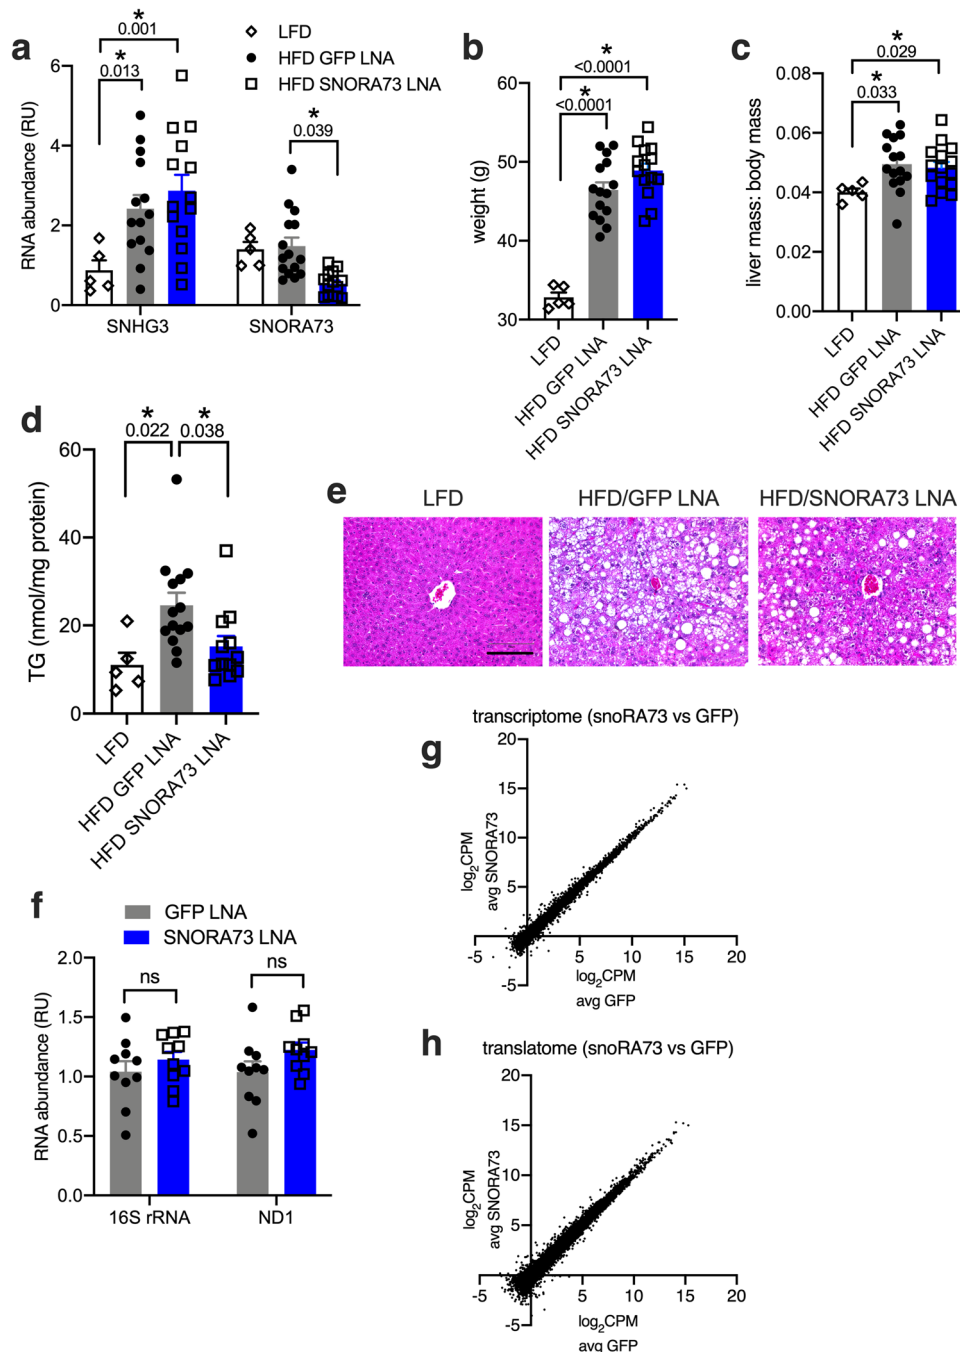 a
*
0.001
*
0.013
LFD
HFD GFP LNA
HFD SNORA73 LNA
*
0.039
RNA abundance (RU)
6
4
2
0
SNHG3
SNORA73
b
*
<0.0001
*
<0.0001
weight (g)
60
50
40
30
LFD
HFD GFP LNA
HFD SNORA73 LNA
c
*
0.029
*
0.033
liver mass: body mass
0.08
0.06
0.04
0.02
0.00
LFD
HFD GFP LNA
HFD SNORA73 LNA
d
*
0.022
*
0.038
TG (nmol/mg protein)
60
40
20
0
LFD
HFD GFP LNA
HFD SNORA73 LNA
e
LFD
HFD/GFP LNA
HFD/SNORA73 LNA
f
GFP LNA
SNORA73 LNA
ns
ns
RNA abundance (RU)
2.0
1.5
1.0
0.5
0.0
16S rRNA
ND1
g
transcriptome (snoRA73 vs GFP)
log₂CPM
avg SNORA73
20
15
10
5
-5
-5
5
10
15
20
log₂CPM
avg GFP
h
translatome (snoRA73 vs GFP)
log₂CPM
avg SNORA73
20
15
10
5
-5
-5
5
10
15
20
log₂CPM
avg GFP